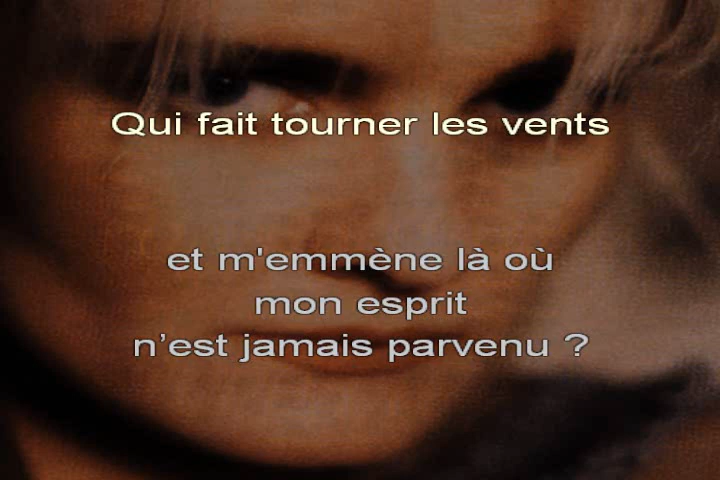 Qui fait tourner les vents
et m'emmène là où
mon esprit
n’est jamais parvenu ?